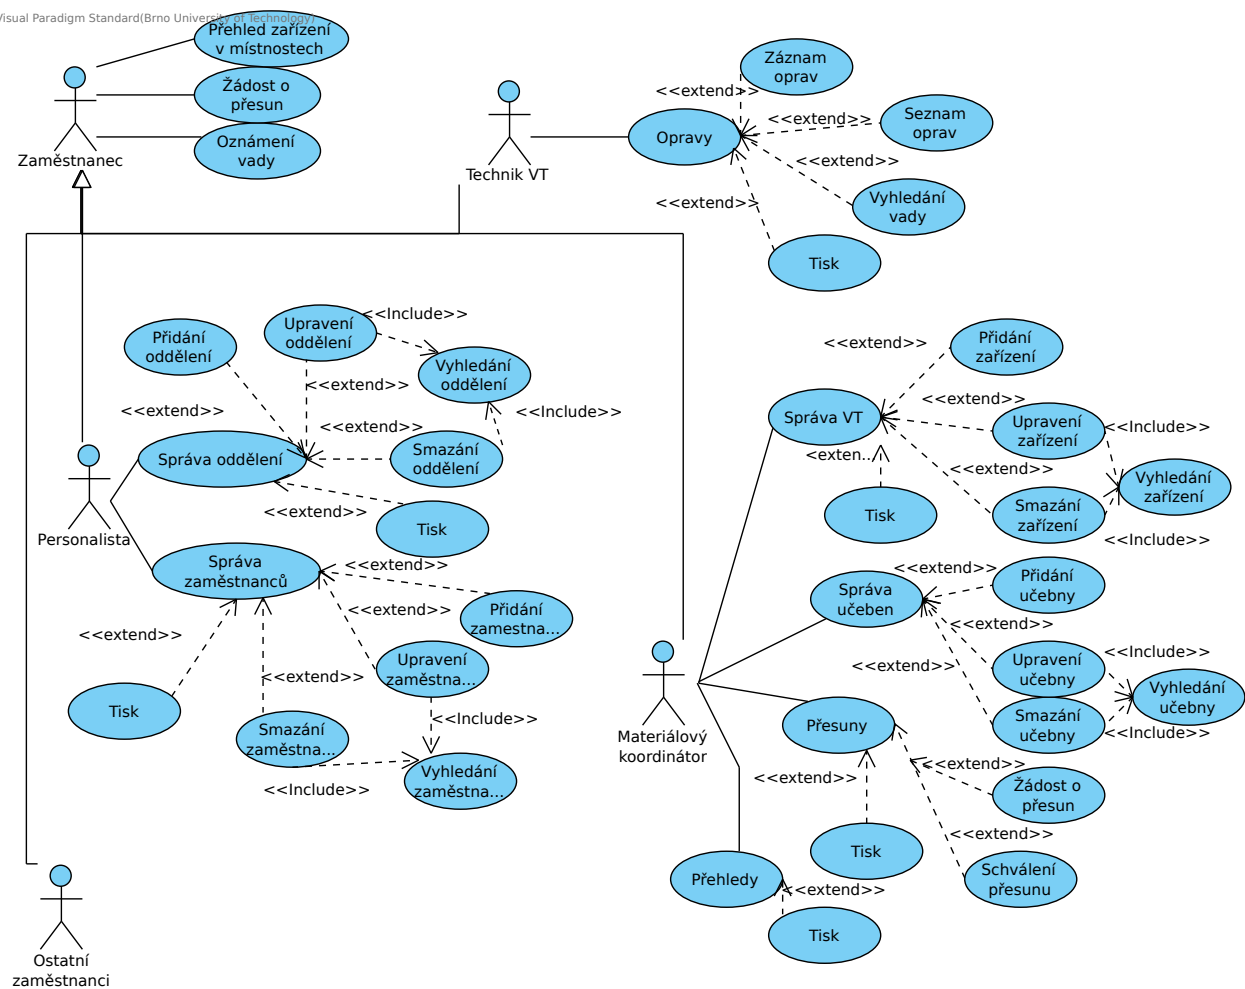 Visual Paradigm Standard(Brno University of Technology)
Přehled zařízení
v místnostech
Žádost o
přesun
Oznámení
vady
Zaměstnanec
Technik VT
Opravy
Záznam
oprav
<<extend>>
Seznam
oprav
<<extend>>
<<extend>>
Vyhledání
vady
<<extend>>
Tisk
Přidání
oddělení
Upravení
oddělení
<<Include>>
Vyhledání
oddělení
<<extend>>
<<extend>>
<<Include>>
<<extend>>
Smazání
oddělení
Správa oddělení
<<extend>>
Tisk
Personalista
Správa
zaměstnanců
<<extend>>
<<extend>>
Přidání
zamestna...
<<extend>>
Upravení
zaměstna...
<<extend>>
Tisk
Smazání
zaměstna...
<<Include>>
Vyhledání
zaměstna...
<<Include>>
Ostatní
zaměstnanci
Přidání
zařízení
<<extend>>
Správa VT
<<extend>>
Upravení
zařízení
<<Include>>
<exten...
<<extend>>
Vyhledání
zařízení
Tisk
Smazání
zařízení
<<Include>>
<<extend>>
Přidání
učebny
Správa
učeben
<<extend>>
Upravení
učebny
<<Include>>
<<extend>>
Vyhledání
učebny
Smazání
učebny
<<Include>>
Materiálový
koordinátor
Přesuny
<<extend>>
<<extend>>
Žádost o
přesun
<<extend>>
Tisk
Schválení
přesunu
Přehledy
<<extend>>
Tisk